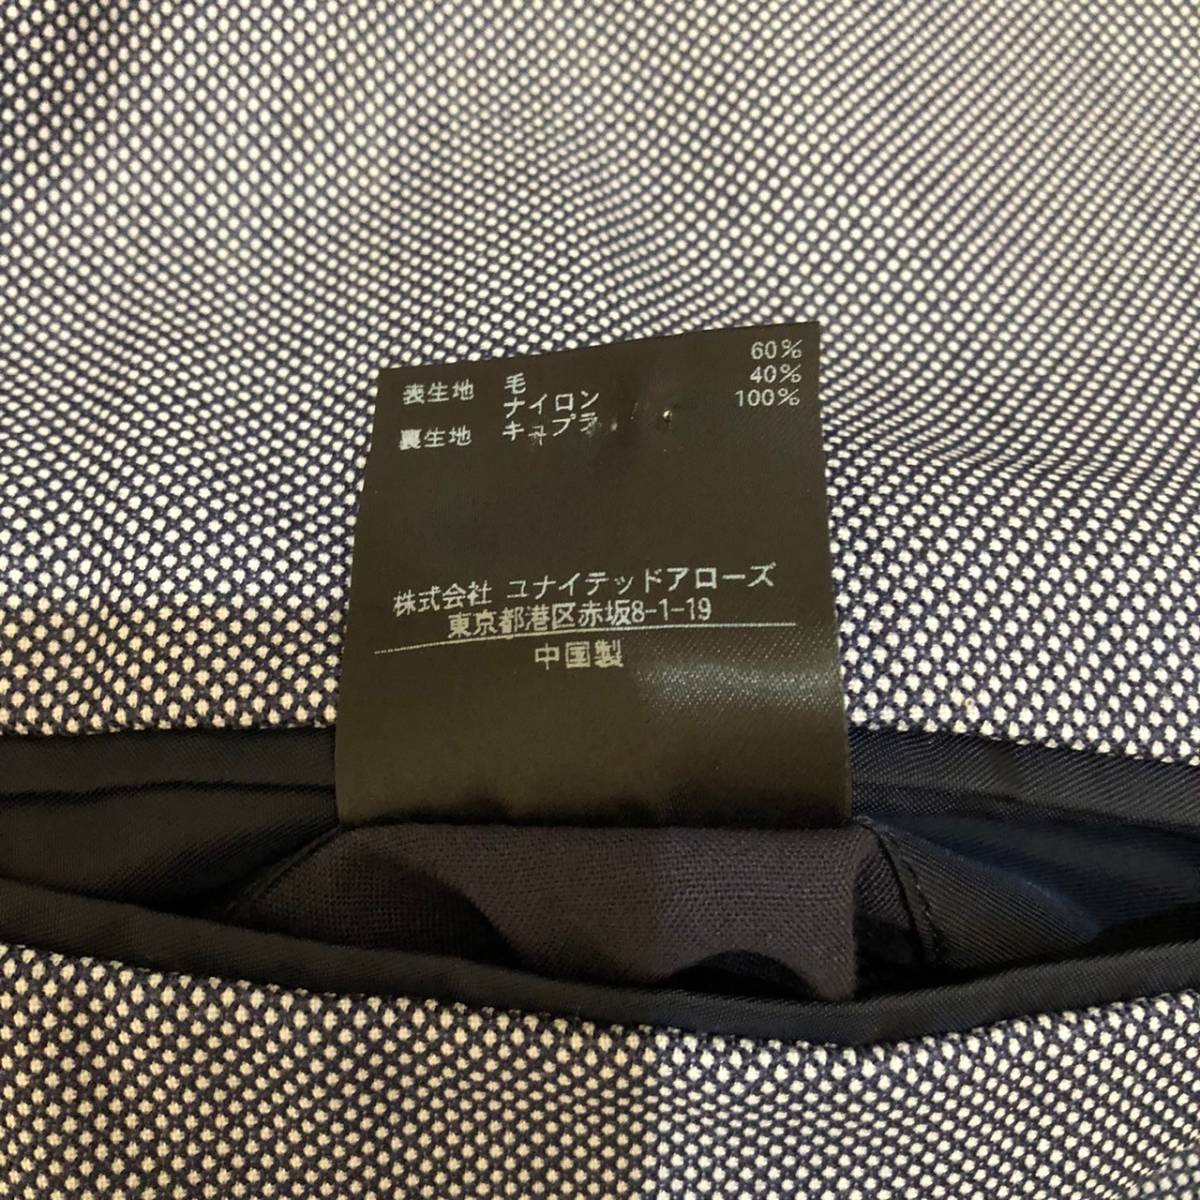 表生地 毛 60%
ナイロン 40%
裏生地 キュプラ 100%
株式会社 ユナイテッドアローズ
東京都港区赤坂8-1-19
中国製